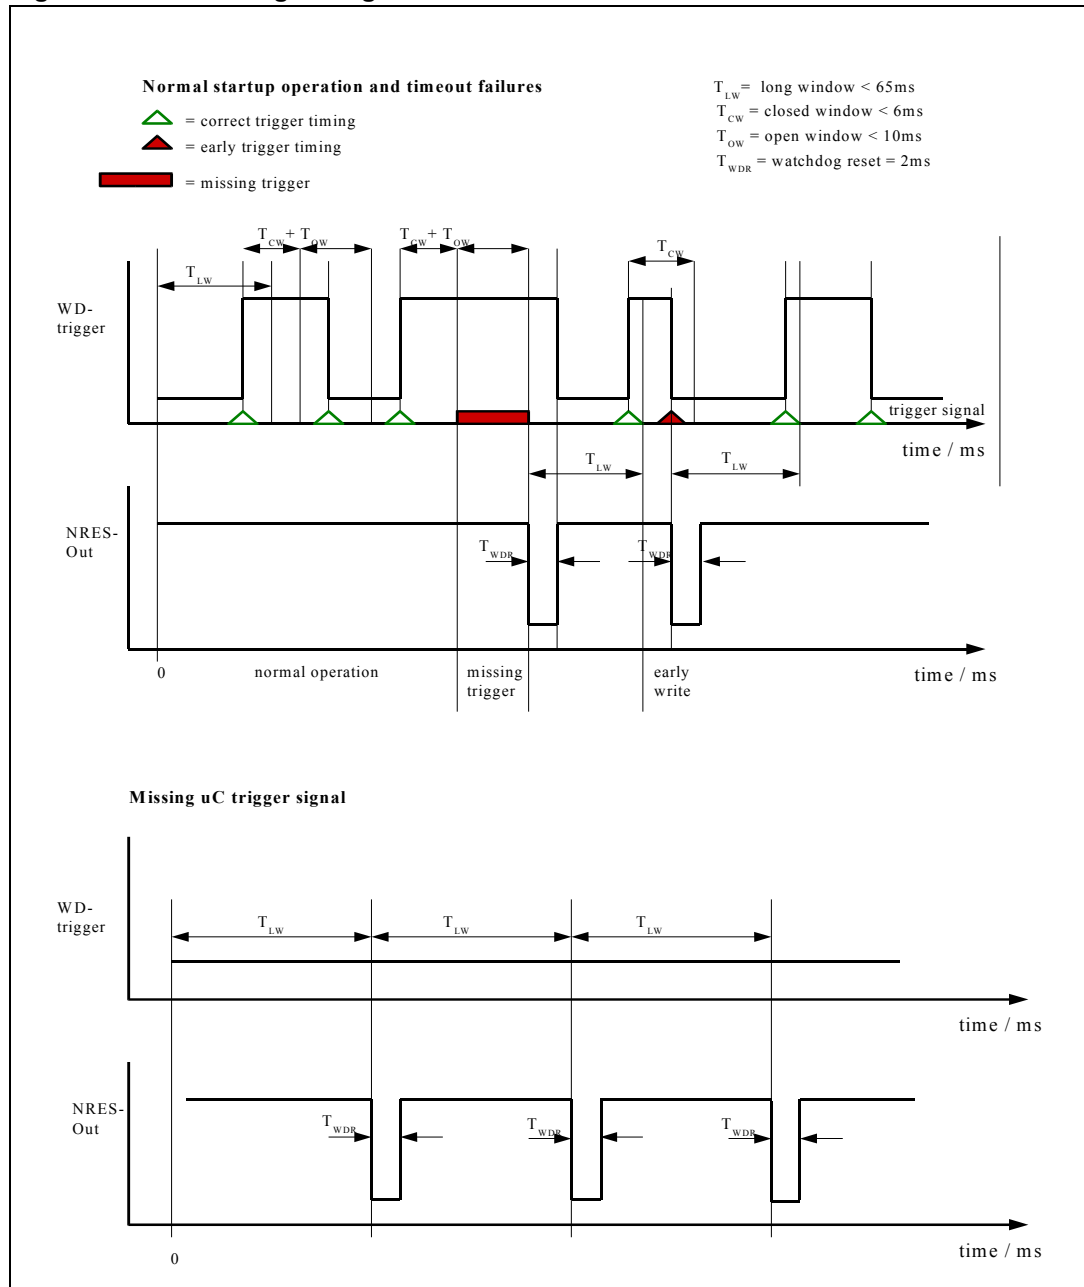 Normal startup operation and timeout failures
= correct trigger timing
= early trigger timing
= missing trigger
T_LW = long window < 65ms
T_CW = closed window < 6ms
T_OW = open window < 10ms
T_WDR = watchdog reset = 2ms
T_CW + T_OW
T_CW + T_OW
T_CW
T_LW
WD-
trigger
trigger signal
time / ms
T_LW
T_LW
NRES-
Out
T_WDR
T_WDR
0
normal operation
missing
trigger
early
write
time / ms
Missing uC trigger signal
WD-
trigger
T_LW
T_LW
T_LW
time / ms
NRES-
Out
T_WDR
T_WDR
T_WDR
time / ms
0